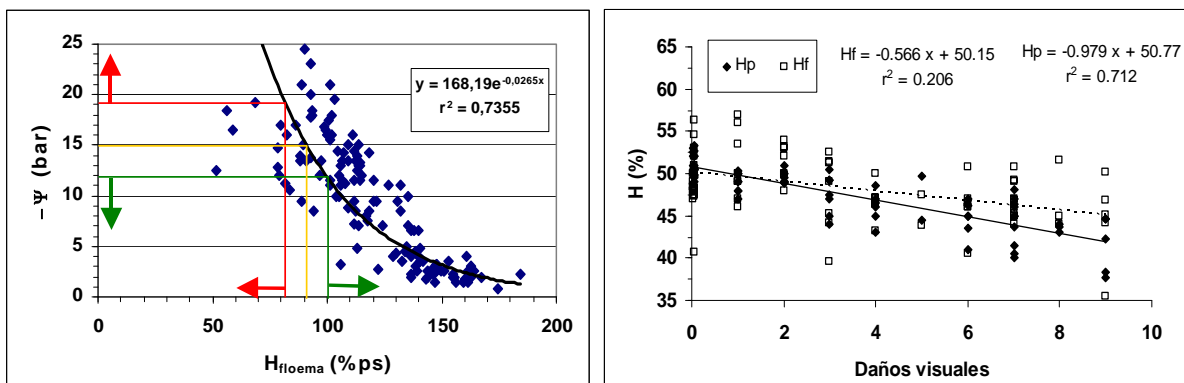 25
20
15
10
5
0
− Ψ (bar)
y = 168,19e^-0,0265x
r² = 0,7355
0 50 100 150 200
H_floema (%ps)
65
60
55
50
45
40
35
H (%)
Hp Hf
Hf = -0.566 x + 50.15
r² = 0.206
Hp = -0.979 x + 50.77
r² = 0.712
0 2 4 6 8 10
Daños visuales